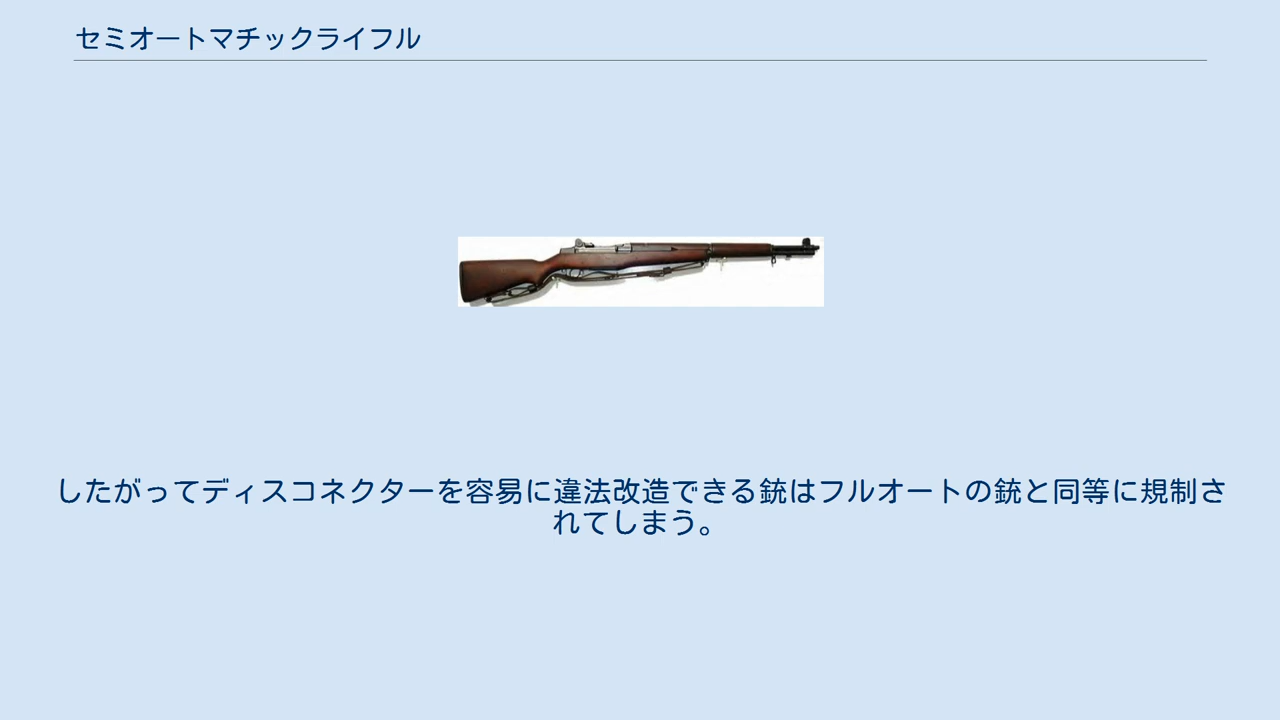 セミオートマチックライフル
したがってディスコネクターを容易に違法改造できる銃はフルオートの銃と同等に規制さ
れてしまう。